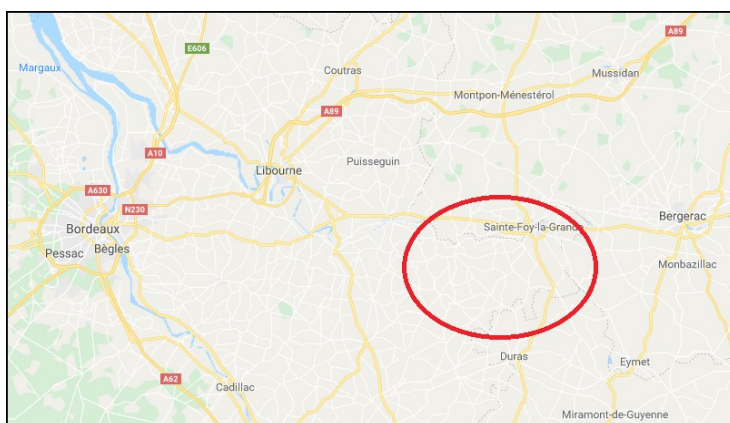 A89
E606
Margaux
Coutras
Mussidan
Montpon-Ménestérol
A89
A10
Puisseguin
Libourne
A630
N230
Bordeaux
Sainte-Foy-la-Grande
Bergerac
Pessac
Bègles
Monbazillac
Duras
Eymet
A62
Cadillac
Miramont-de-Guyenne